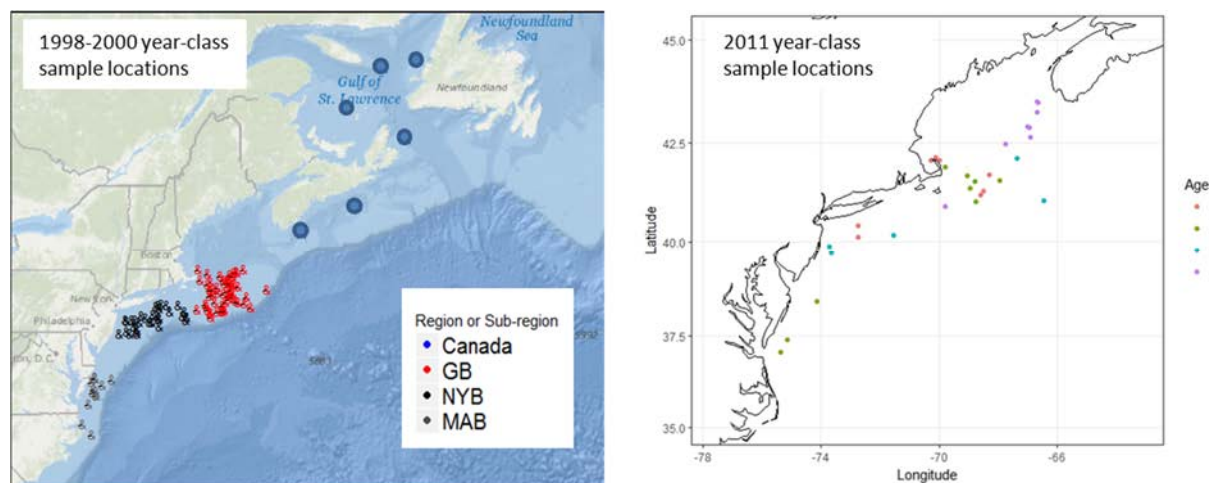 1998-2000 year-class
sample locations
Newfoundland
Sea
Gulf of
St. Lawrence
Newfoundland
Boston
New York
Philadelphia
Region or Sub-region
Canada
GB
NYB
MAB
2011 year-class
sample locations
45.0
42.5
40.0
37.5
35.0
Latitude
-78
-74
-70
-66
Longitude
Age